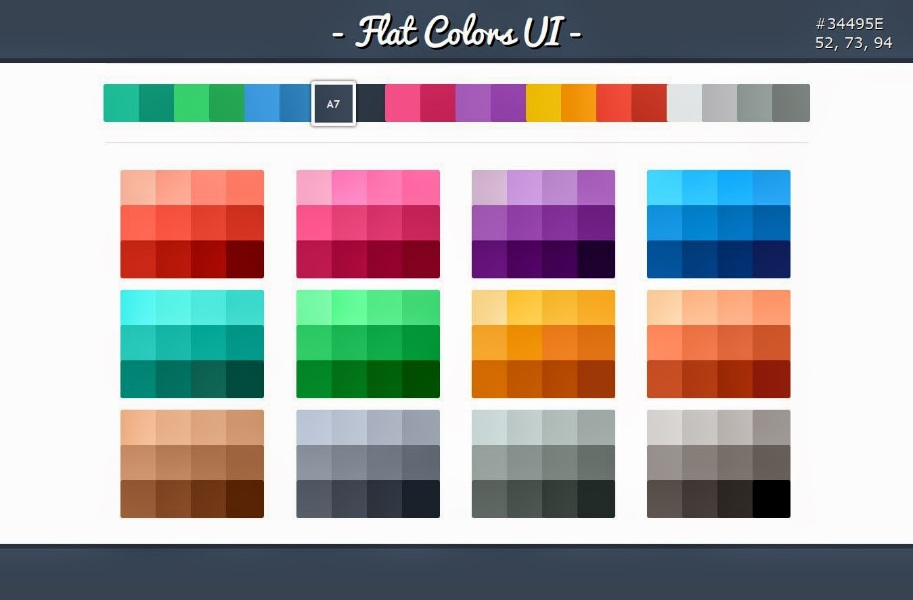 - Flat Colors UI -
#34495E
52, 73, 94
A7